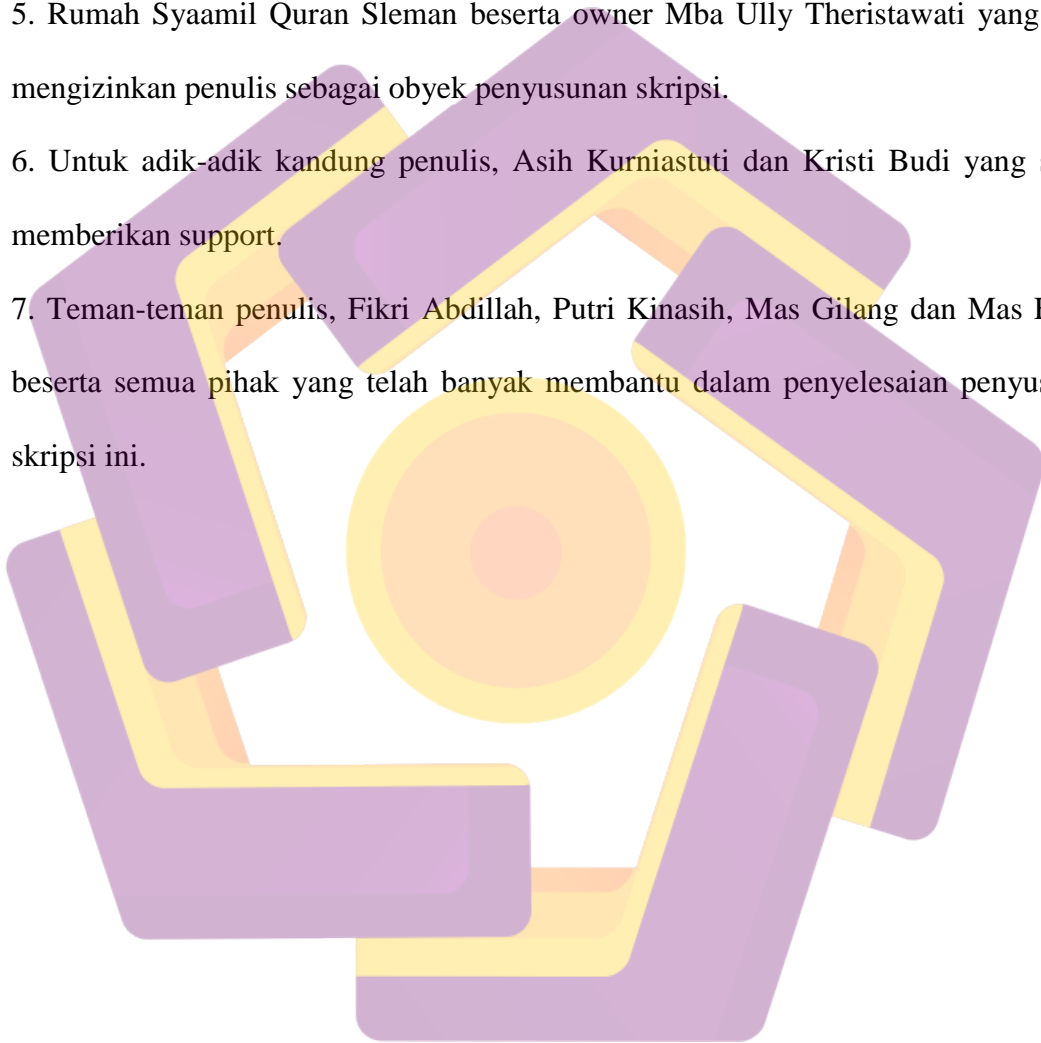 5. Rumah Syaamil Quran Sleman beserta owner Mba Ully Theristawati yang
mengizinkan penulis sebagai obyek penyusunan skripsi.
6. Untuk adik-adik kandung penulis, Asih Kurniastuti dan Kristi Budi yang
memberikan support.
7. Teman-teman penulis, Fikri Abdillah, Putri Kinasih, Mas Gilang dan Mas
beserta semua pihak yang telah banyak membantu dalam penyelesaian
skripsi ini.